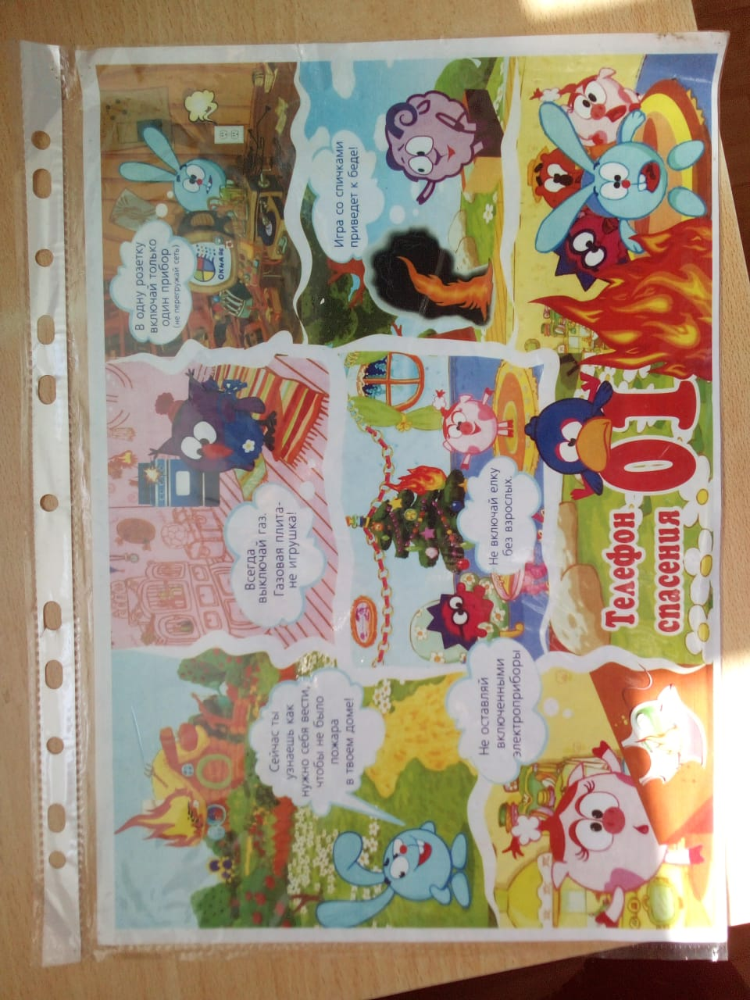 Сейчас ты
узнаешь как
нужно себя вести,
чтобы не было
пожара
в твоем доме!
Всегда
выключай газ.
Газовая плита-
не игрушка!
В одну розетку
включай только
один прибор
(не перегружай сеть)
ОКНА98
Не включай елку
без взрослых.
Игра со спичками
приведет к беде!
Не оставляй
включенными
электроприборы
Телефон
спасения
01